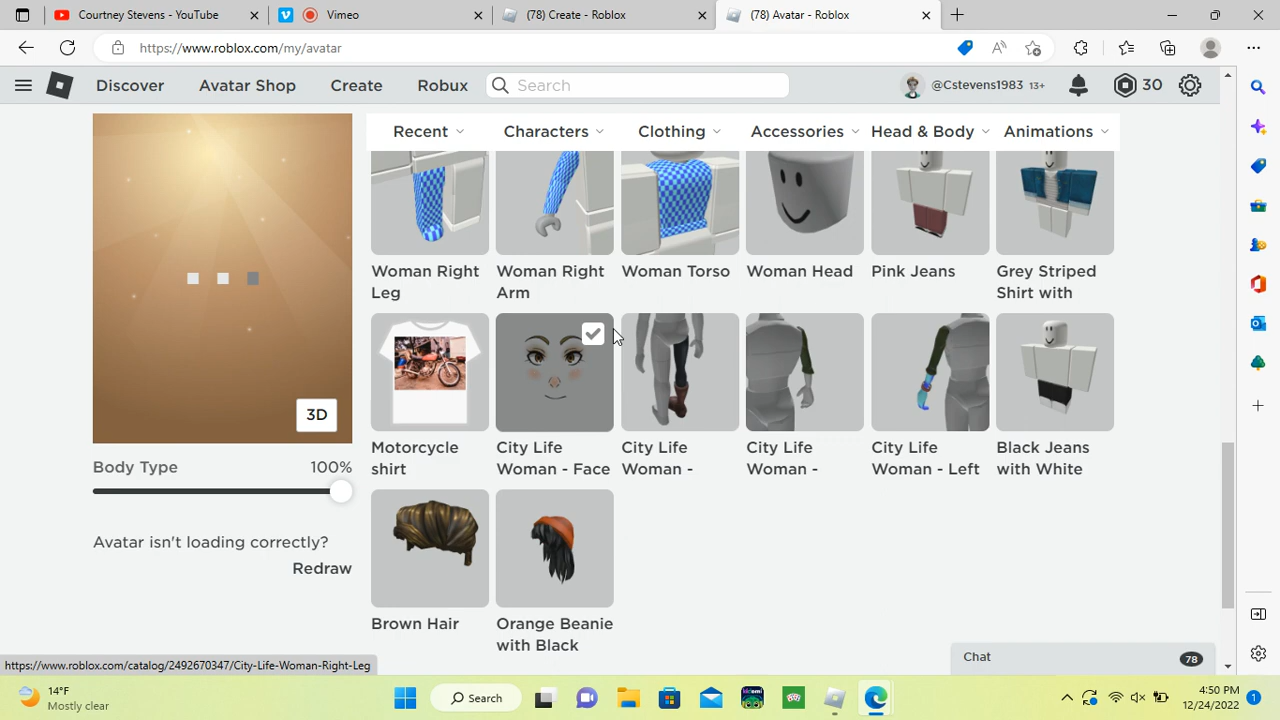 Courtney Stevens - YouTube
Vimeo
(78) Create - Roblox
(78) Avatar - Roblox
https://www.roblox.com/my/avatar
Discover
Avatar Shop
Create
Robux
Search
@Cstevens1983 13+
30
Recent
Characters
Clothing
Accessories
Head & Body
Animations
Woman Right Leg
Woman Right Arm
Woman Torso
Woman Head
Pink Jeans
Grey Striped Shirt with
3D
Body Type 100%
Avatar isn't loading correctly?
Redraw
Motorcycle shirt
City Life Woman - Face
City Life Woman -
City Life Woman -
City Life Woman - Left
Black Jeans with White
Brown Hair
Orange Beanie with Black
Chat 78
https://www.roblox.com/catalog/2492670347/City-Life-Woman-Right-Leg
14°F
Mostly clear
Search
4:50 PM
12/24/2022
1